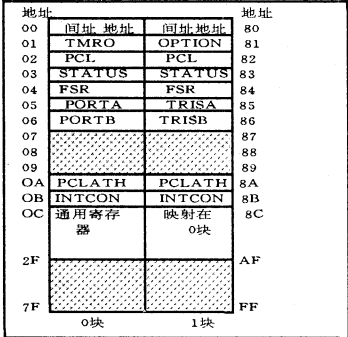 地址 地址
00 间址 地址 间址地址 80
01 TMRO OPTION 81
02 PCL PCL 82
03 STATUS STATUS 83
04 FSR FSR 84
05 PORTA TRISA 85
06 PORTB TRISB 86
07 87
08 88
09 89
OA PCLATH PCLATH 8A
OB INTCON INTCON 8B
OC 通用寄存 映射在 8C
器 0块
2F AF
7F FF
0块 1块